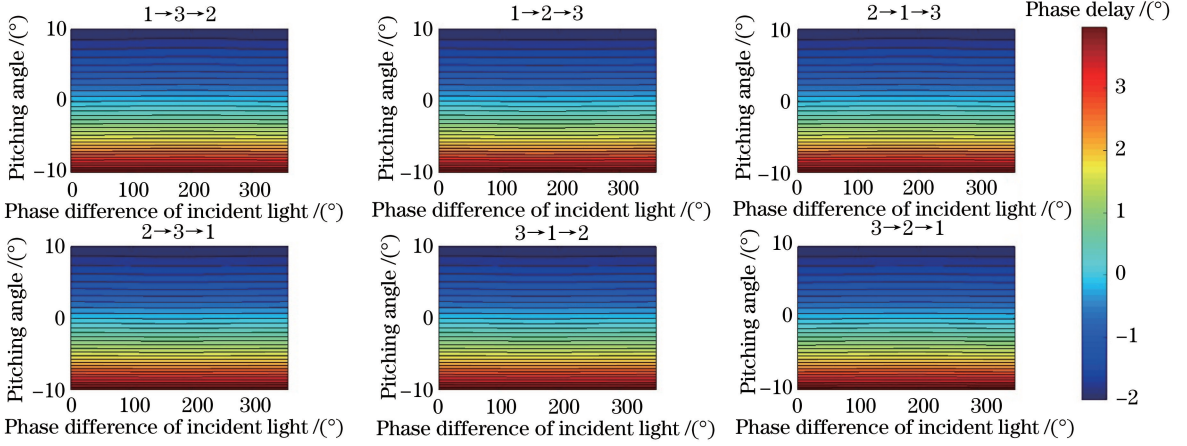 1→3→2
1→2→3
2→1→3
Phase delay /(°)
Pitching angle /(°)
10
0
−10
0 100 200 300
Phase difference of incident light /(°)
Pitching angle /(°)
10
0
−10
0 100 200 300
Phase difference of incident light /(°)
Pitching angle /(°)
10
0
−10
0 100 200 300
Phase difference of incident light /(°)
2→3→1
3→1→2
3→2→1
Pitching angle /(°)
10
0
−10
0 100 200 300
Phase difference of incident light /(°)
Pitching angle /(°)
10
0
−10
0 100 200 300
Phase difference of incident light /(°)
Pitching angle /(°)
10
0
−10
0 100 200 300
Phase difference of incident light /(°)
3
2
1
0
−1
−2